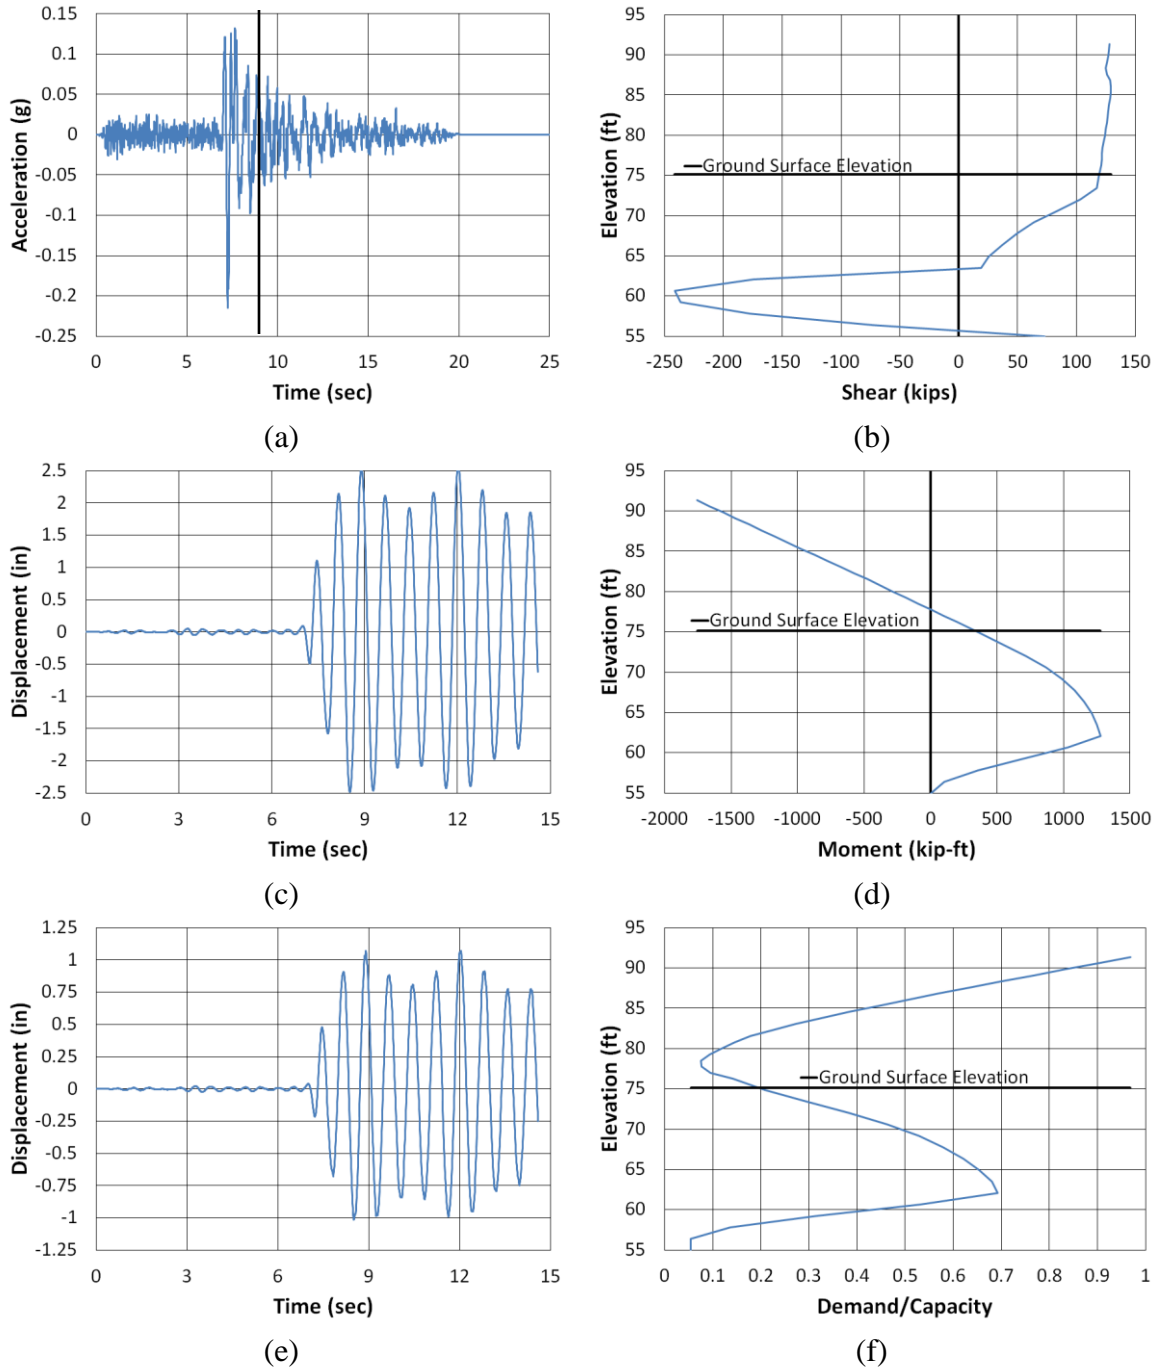 0.15
0.1
0.05
0
-0.05
-0.1
-0.15
-0.2
-0.25
Acceleration (g)
0 5 10 15 20 25
Time (sec)
(a)
95
90
85
80
75
70
65
60
55
Elevation (ft)
Ground Surface Elevation
-250 -200 -150 -100 -50 0 50 100 150
Shear (kips)
(b)
2.5
2
1.5
1
0.5
0
-0.5
-1
-1.5
-2
-2.5
Displacement (in)
0 3 6 9 12 15
Time (sec)
(c)
95
90
85
80
75
70
65
60
55
Elevation (ft)
Ground Surface Elevation
-2000 -1500 -1000 -500 0 500 1000 1500
Moment (kip-ft)
(d)
1.25
1
0.75
0.5
0.25
0
-0.25
-0.5
-0.75
-1
-1.25
Displacement (in)
0 3 6 9 12 15
Time (sec)
(e)
95
90
85
80
75
70
65
60
55
Elevation (ft)
Ground Surface Elevation
0 0.1 0.2 0.3 0.4 0.5 0.6 0.7 0.8 0.9 1
Demand/Capacity
(f)